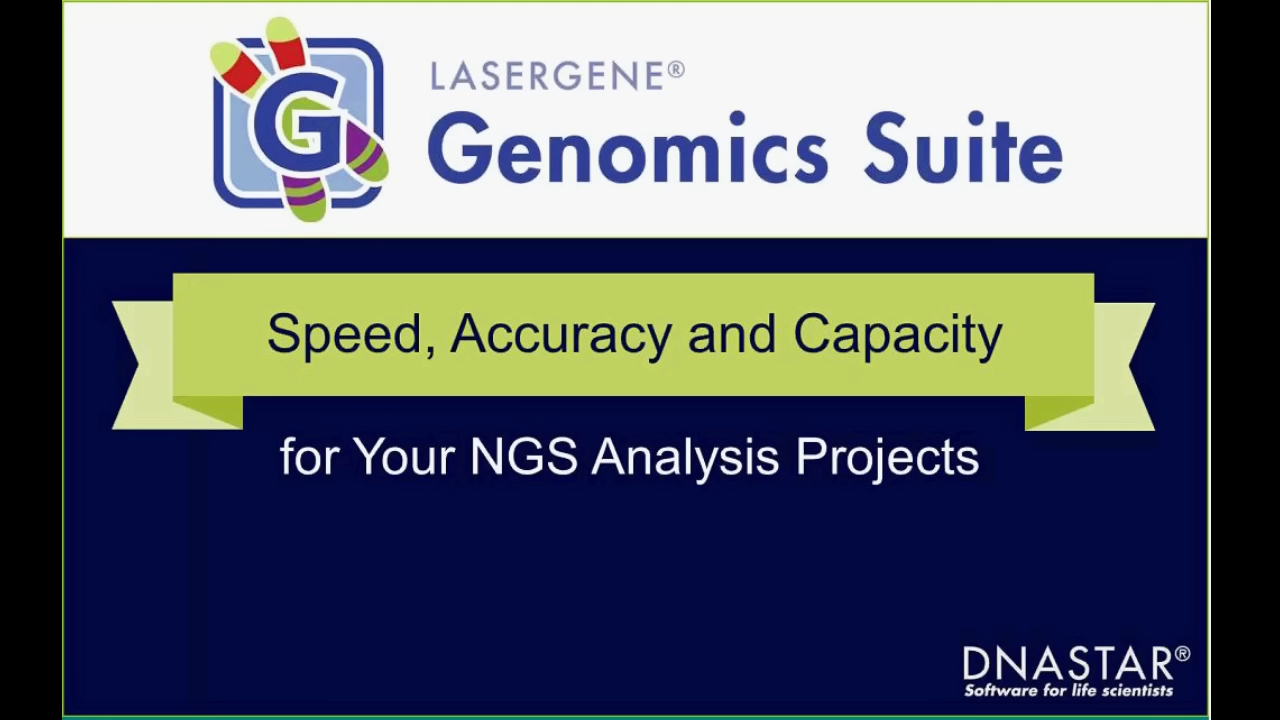 G
LASERGENE®
Genomics Suite
Speed, Accuracy and Capacity
for Your NGS Analysis Projects
DNASTAR®
Software for life scientists